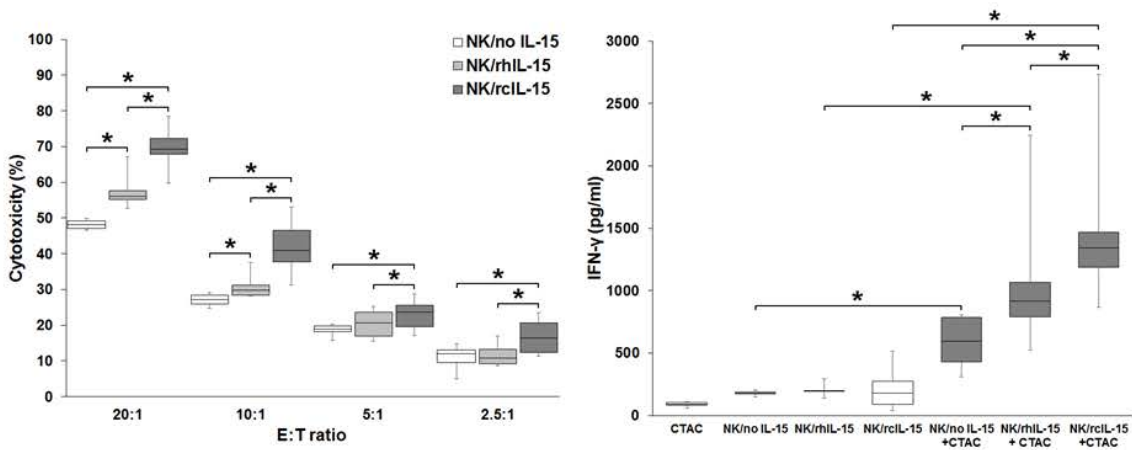 100
90
80
70
60
50
40
30
20
10
0
Cytotoxicity (%)
NK/no IL-15
NK/rhIL-15
NK/rcIL-15
*
*
*
*
*
*
*
*
*
*
20:1
10:1
5:1
2.5:1
E:T ratio
3000
2500
2000
1500
1000
500
0
IFN-γ (pg/ml)
*
*
*
*
*
*
CTAC
NK/no IL-15
NK/rhIL-15
NK/rcIL-15
NK/no IL-15
+CTAC
NK/rhIL-15
+ CTAC
NK/rcIL-15
+CTAC